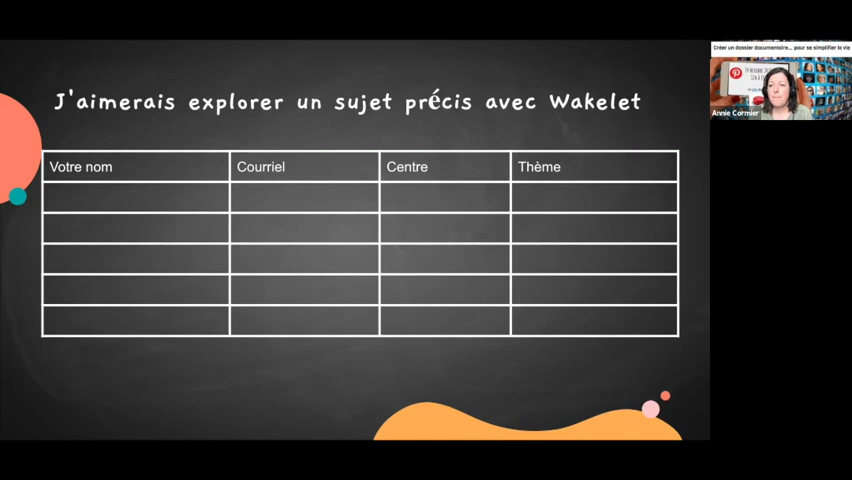 J'aimerais explorer un sujet précis avec Wakelet
Votre nom
Courriel
Centre
Thème
Créer un dossier documentaire... pour se simplifier la vie
Annie Cormier